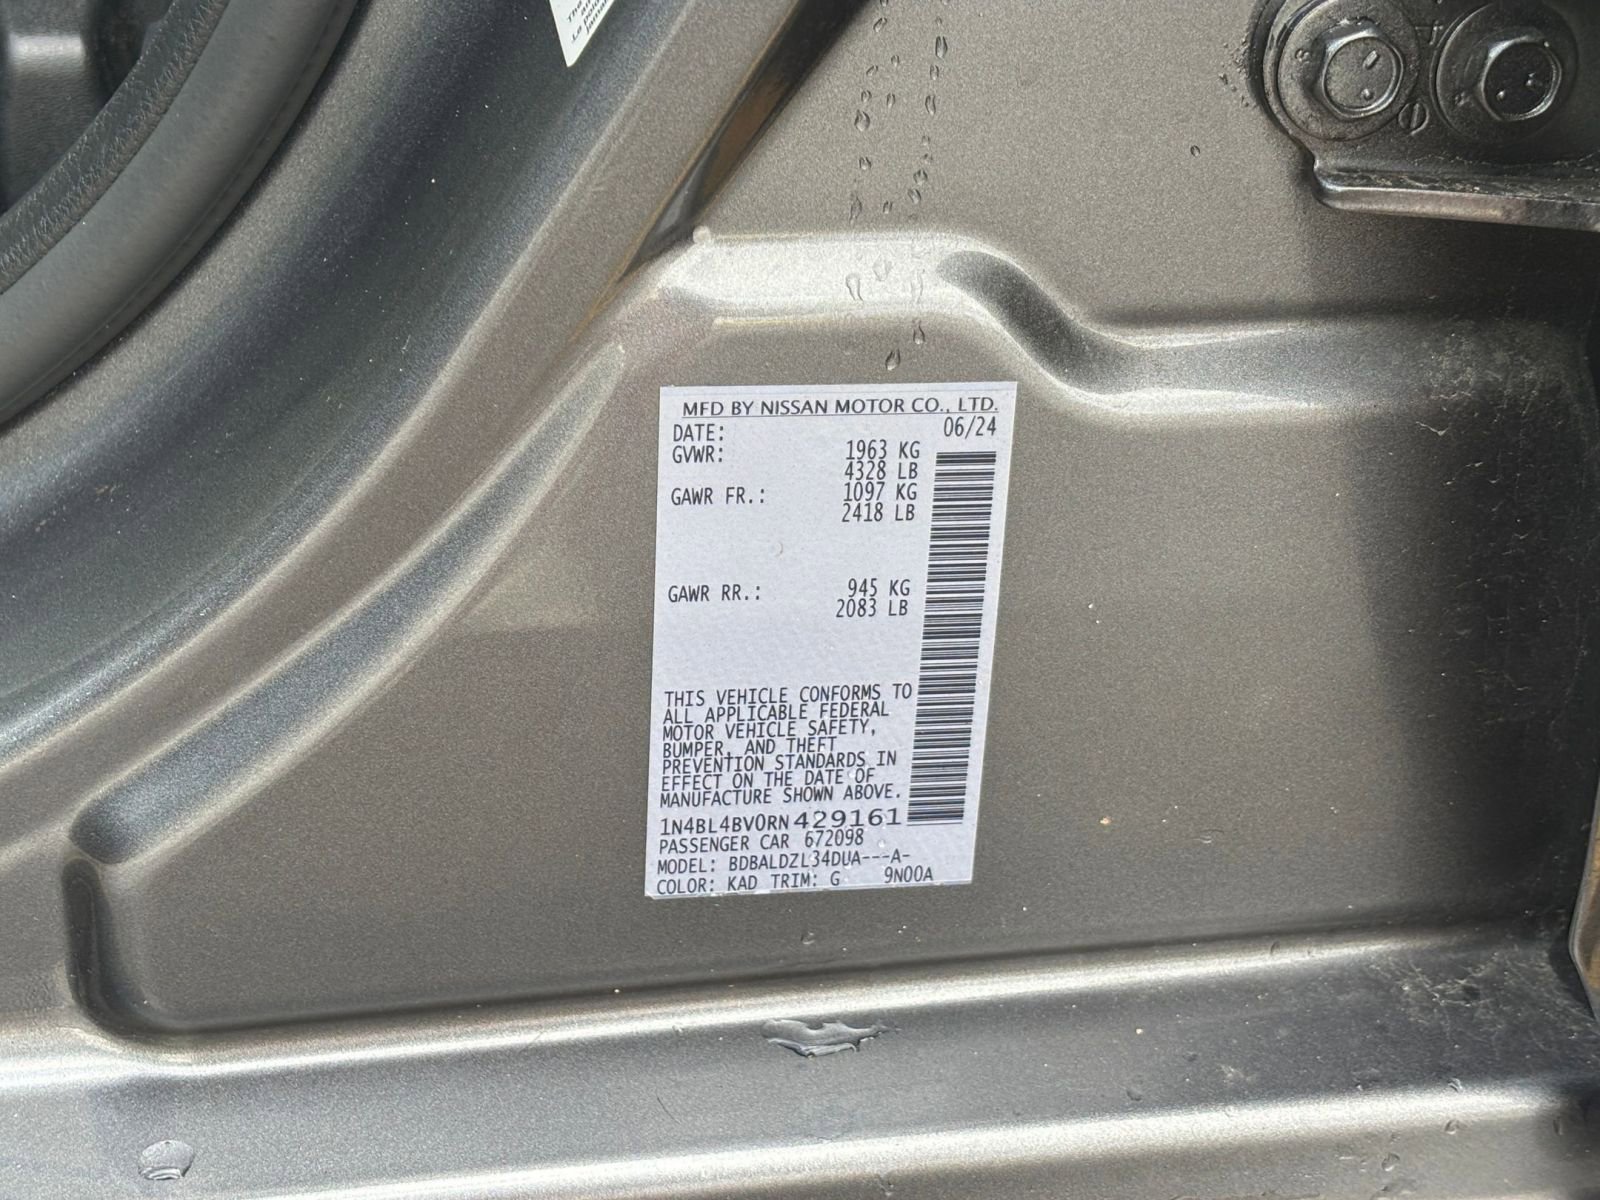 MFD BY NISSAN MOTOR CO., LTD.
DATE: 06/24
GVWR: 1963 KG
4328 LB
GAWR FR.: 1097 KG
2418 LB
GAWR RR.: 945 KG
2083 LB
THIS VEHICLE CONFORMS TO
ALL APPLICABLE FEDERAL
MOTOR VEHICLE SAFETY,
BUMPER, AND THEFT
PREVENTION STANDARDS IN
EFFECT ON THE DATE OF
MANUFACTURE SHOWN ABOVE.
1N4BL4BV0RN429161
PASSENGER CAR 672098
MODEL: BDBALDZL34DUA---A-
COLOR: KAD TRIM: G 9N00A